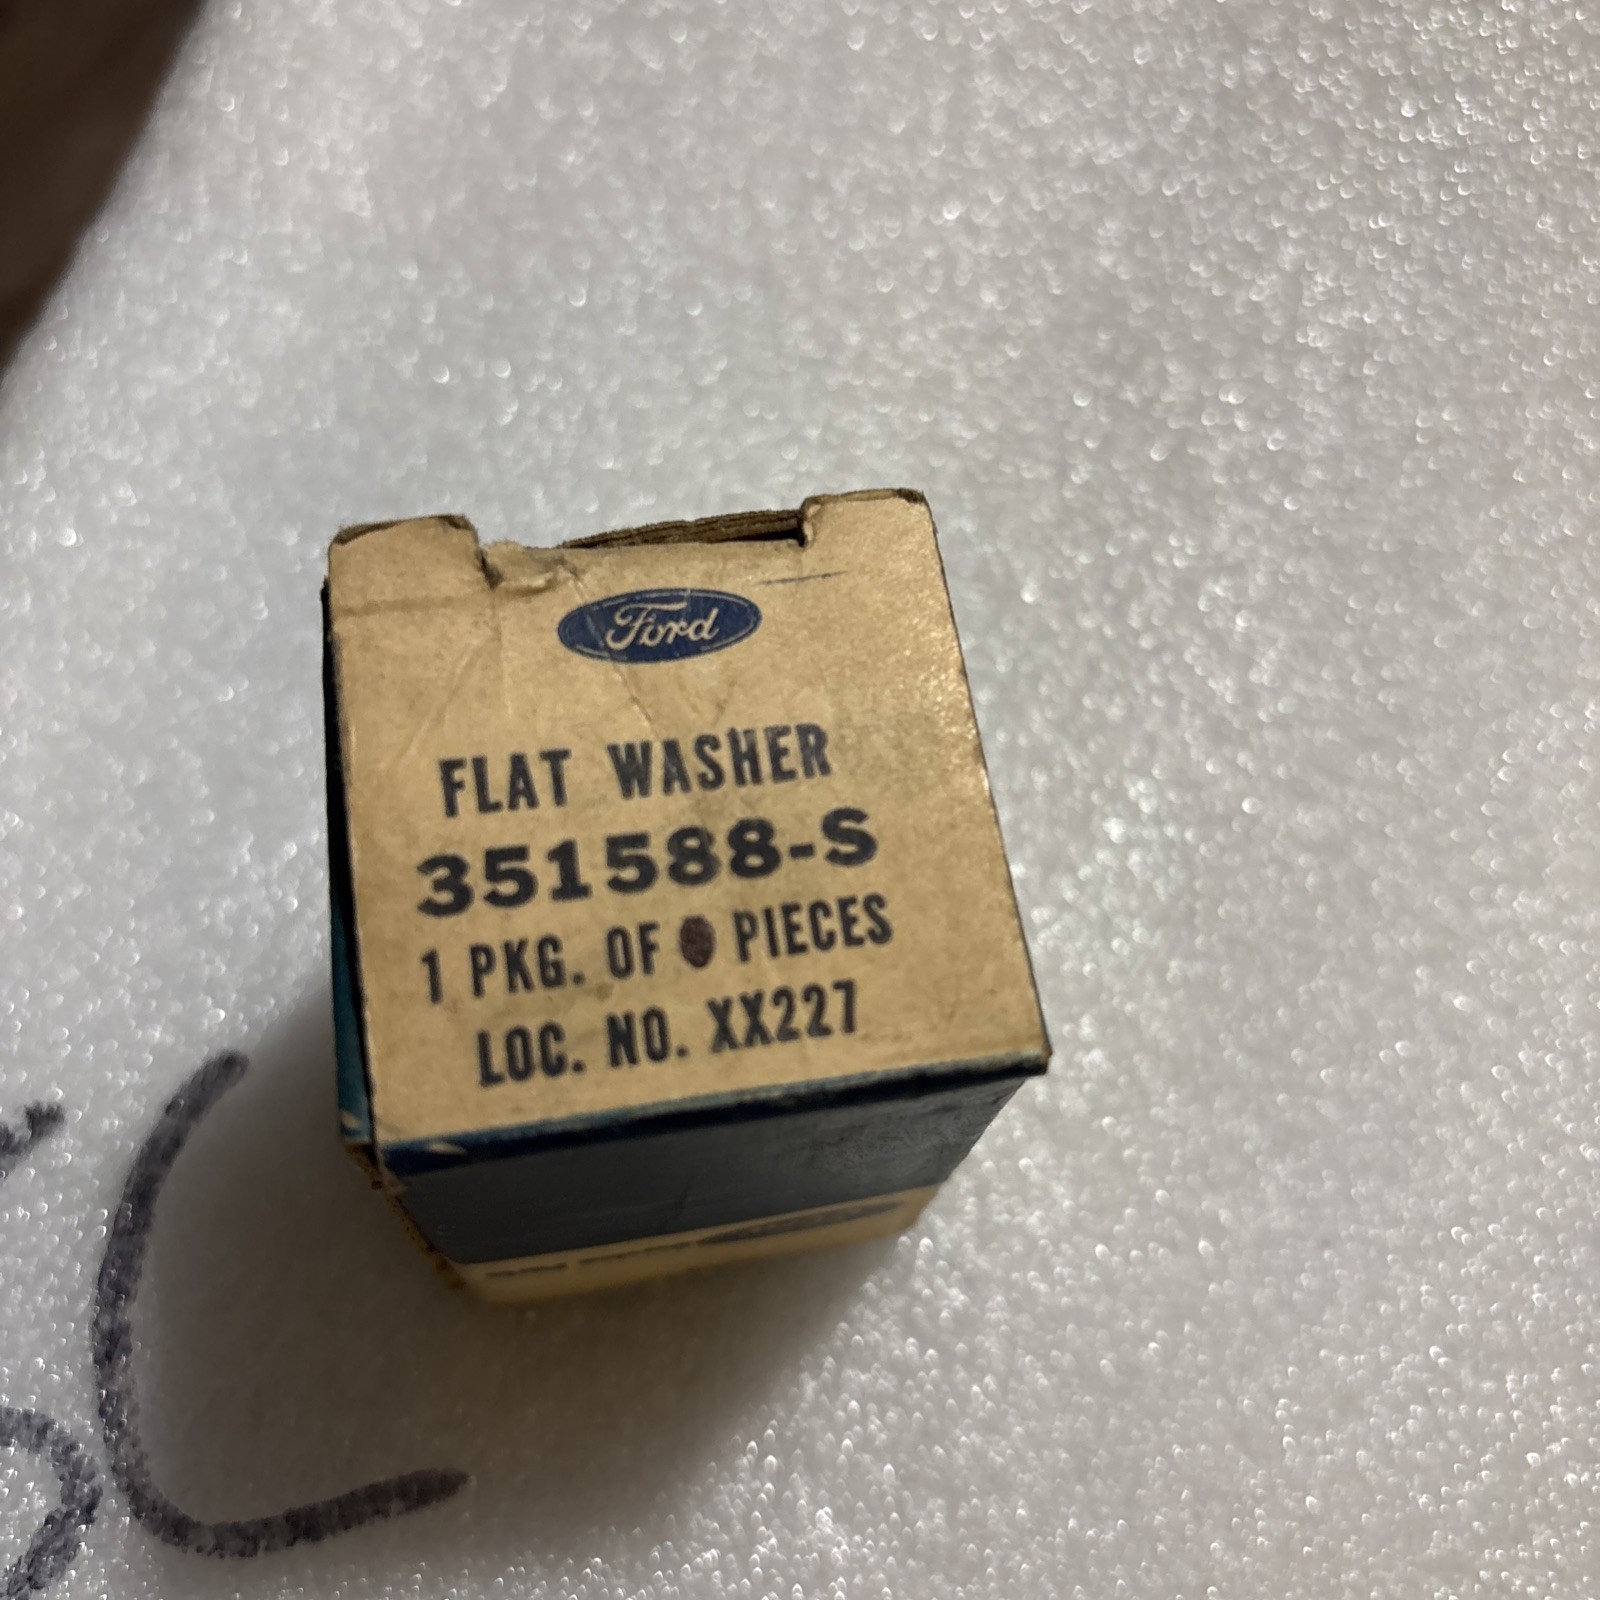 Ford
FLAT WASHER
351588-S
1 PKG. OF PIECES
LOC. NO. XX227